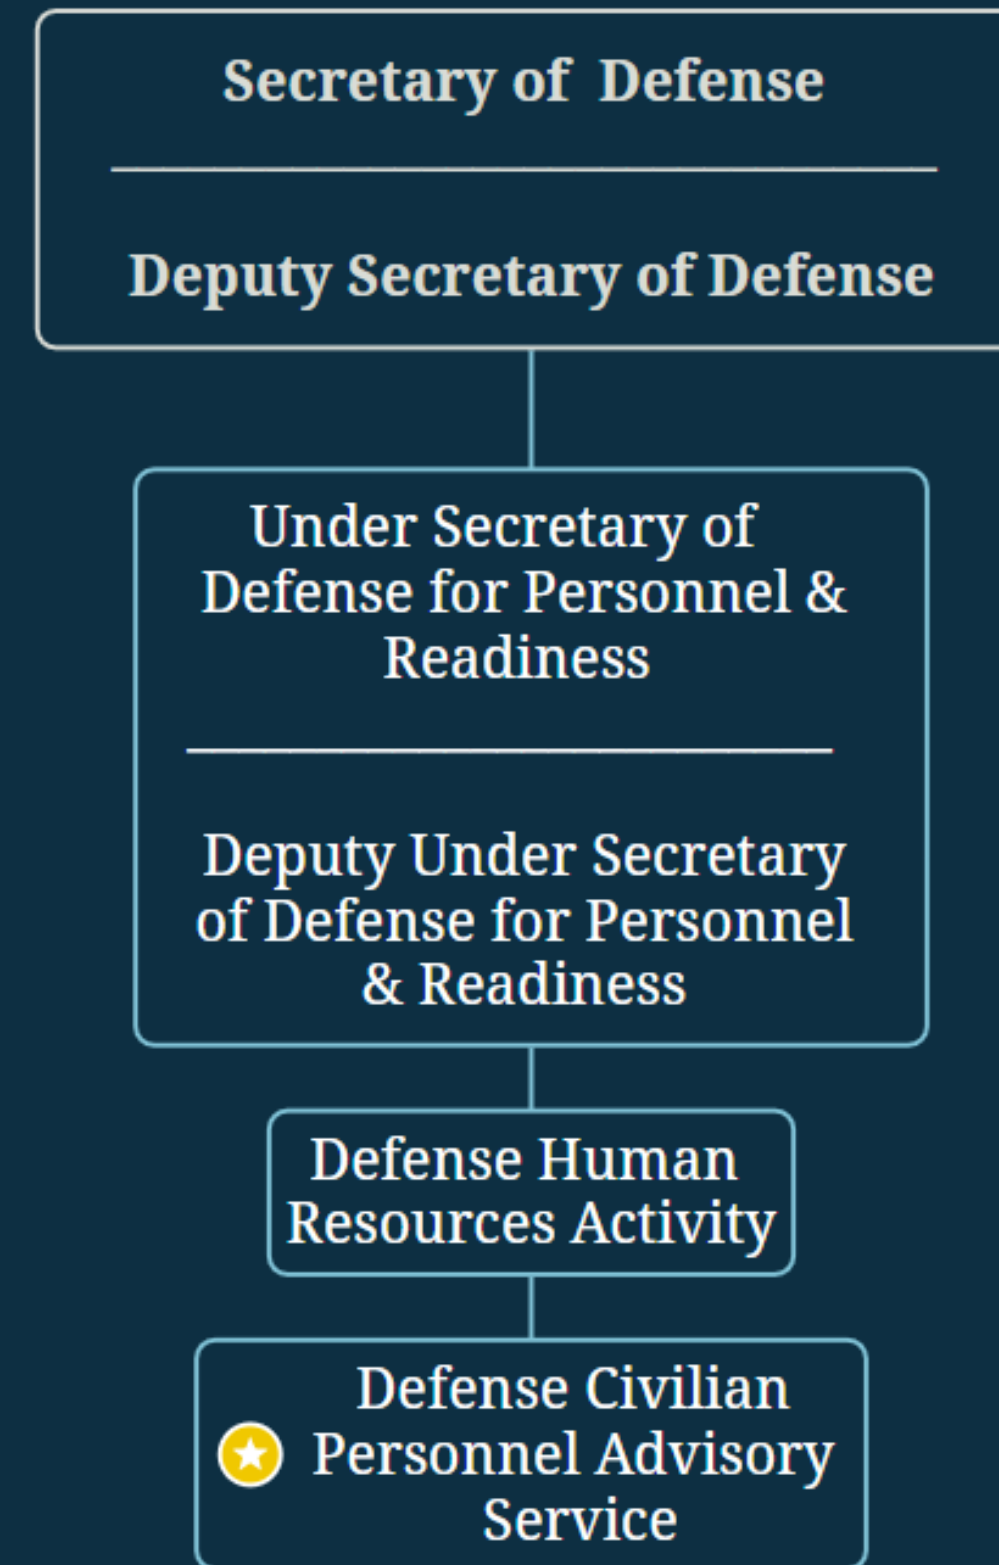 Secretary of Defense
Deputy Secretary of Defense
Under Secretary of
Defense for Personnel &
Readiness
Deputy Under Secretary
of Defense for Personnel
& Readiness
Defense Human
Resources Activity
Defense Civilian
Personnel Advisory
Service